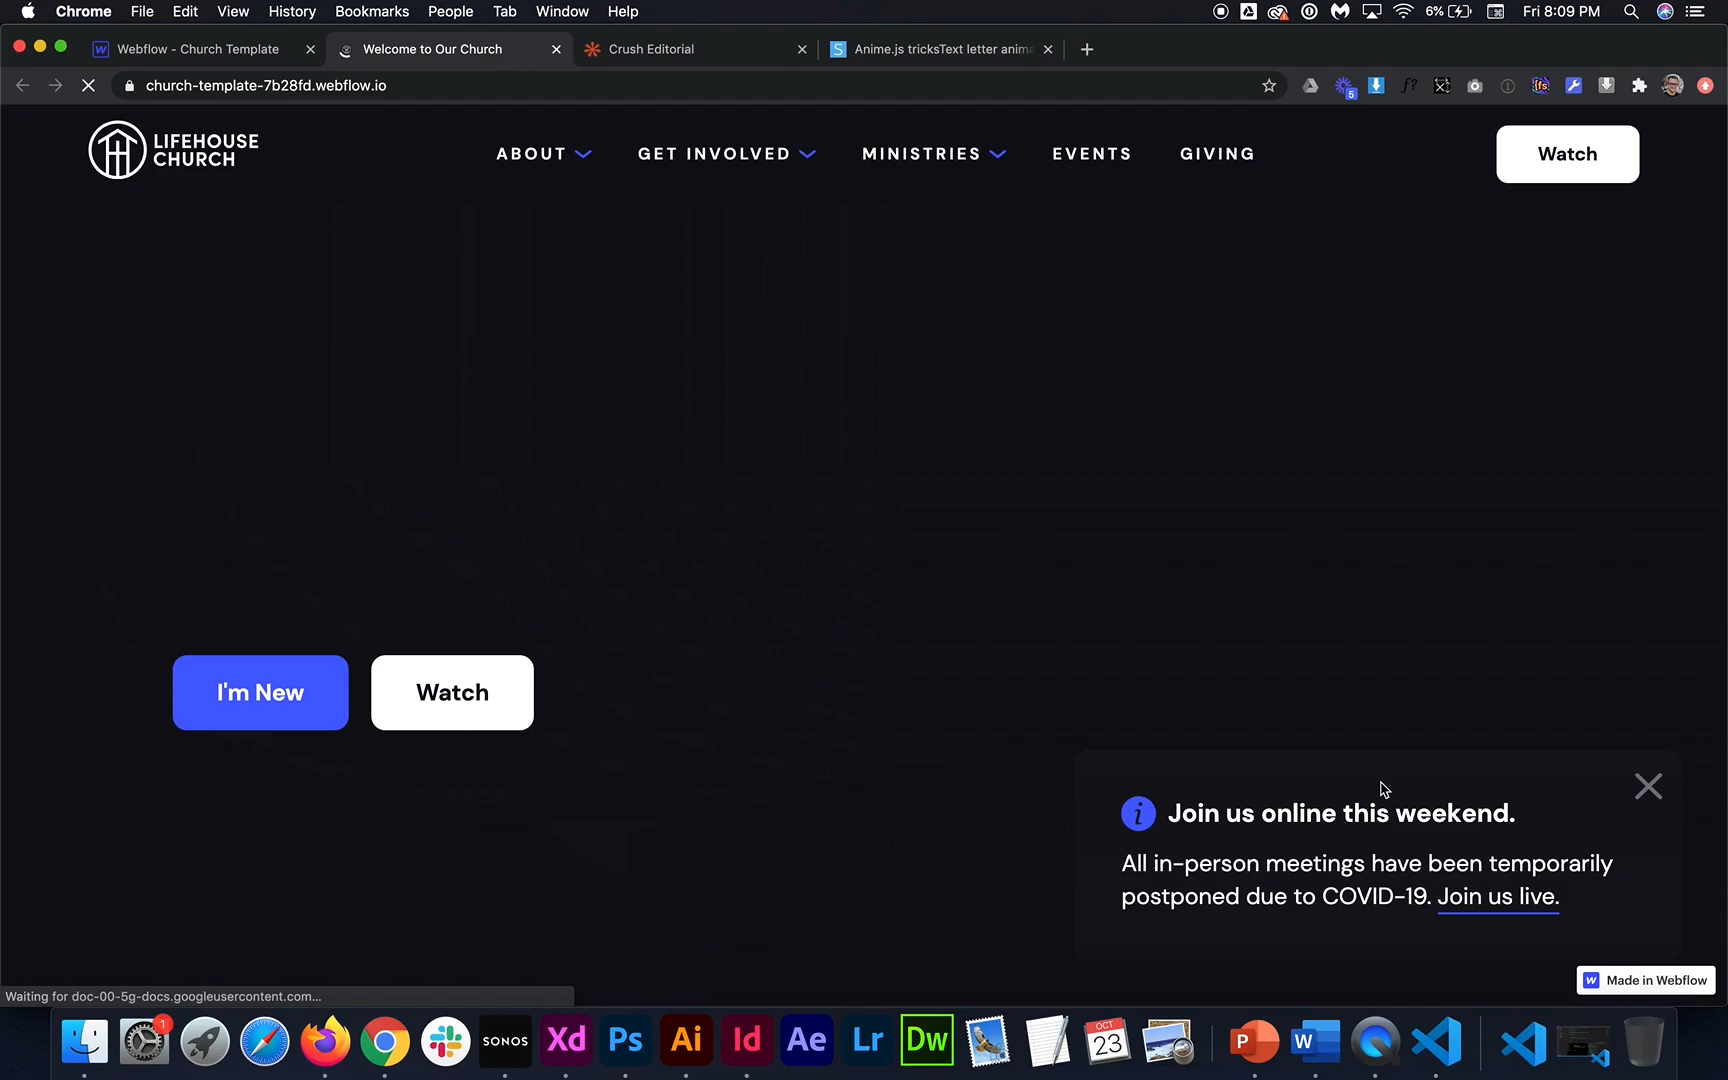 Chrome File Edit View History Bookmarks People Tab Window Help 6% Fri 8:09 PM
Webflow - Church Template Welcome to Our Church Crush Editorial Anime.js tricksText letter anima
church-template-7b28fd.webflow.io 5
LIFEHOUSE
CHURCH
ABOUT GET INVOLVED MINISTRIES EVENTS GIVING Watch
I'm New Watch
Join us online this weekend.
All in-person meetings have been temporarily
postponed due to COVID-19. Join us live.
Made in Webflow
Waiting for doc-00-5g-docs.googleusercontent.com...
1 SONOS Xd Ps Ai Id Ae Lr Dw OCT 23 P W